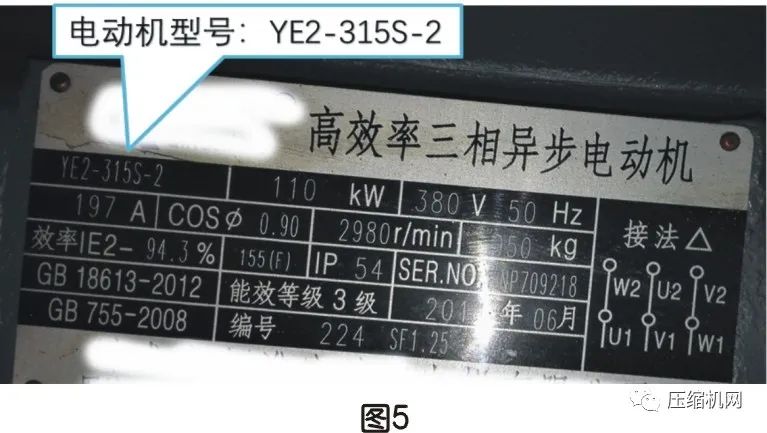 电动机型号：YE2-315S-2
高效率三相异步电动机
YE2-315S-2 110 kW 380 V 50 Hz
197 A COSφ 0.90 2980r/min 50 kg
效率IE2- 94.3 % 155(F) IP 54 SER.NO. NP709218
GB 18613-2012 能效等级 3 级 201 年 06月
GB 755-2008 编号 224 SF1.25
接法 △
W2 U2 V2
U1 V1 W1
图5
压缩机网